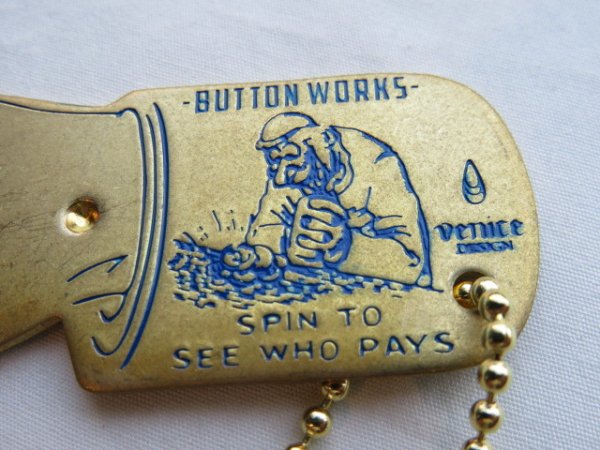 -BUTTON WORKS-
venice
DESIGN
SPIN TO
SEE WHO PAYS